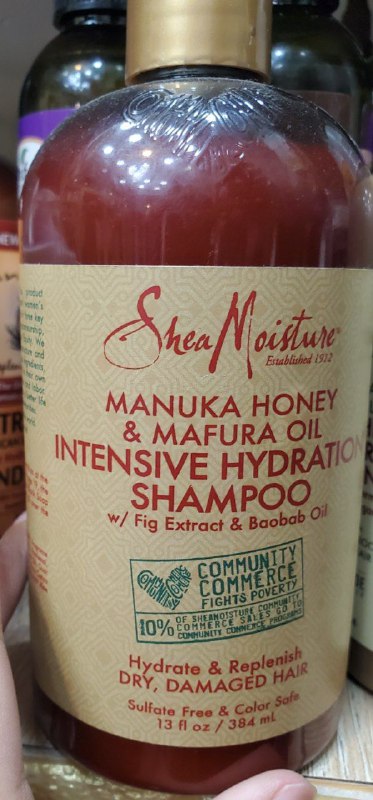 SheaMoisture
Established 1912
MANUKA HONEY
& MAFURA OIL
INTENSIVE HYDRATION
SHAMPOO
w/ Fig Extract & Baobab Oil
COMMUNITY
COMMERCE
FIGHTS POVERTY
10% OF SHEAMOISTURE COMMUNITY
COMMERCE SALES GO TO
COMMUNITY COMMERCE PROGRAMS
Hydrate & Replenish
DRY, DAMAGED HAIR
Sulfate Free & Color Safe
13 fl oz / 384 mL